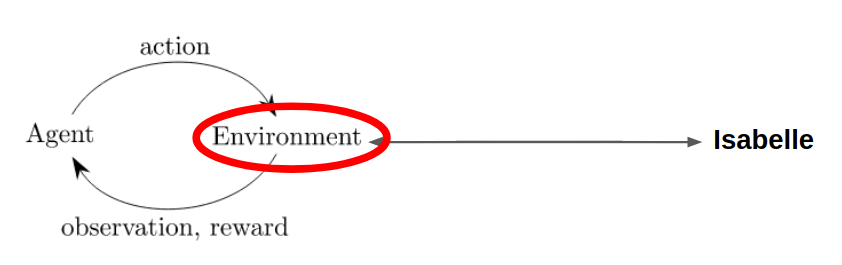 action
Agent
Environment
Isabelle
observation, reward